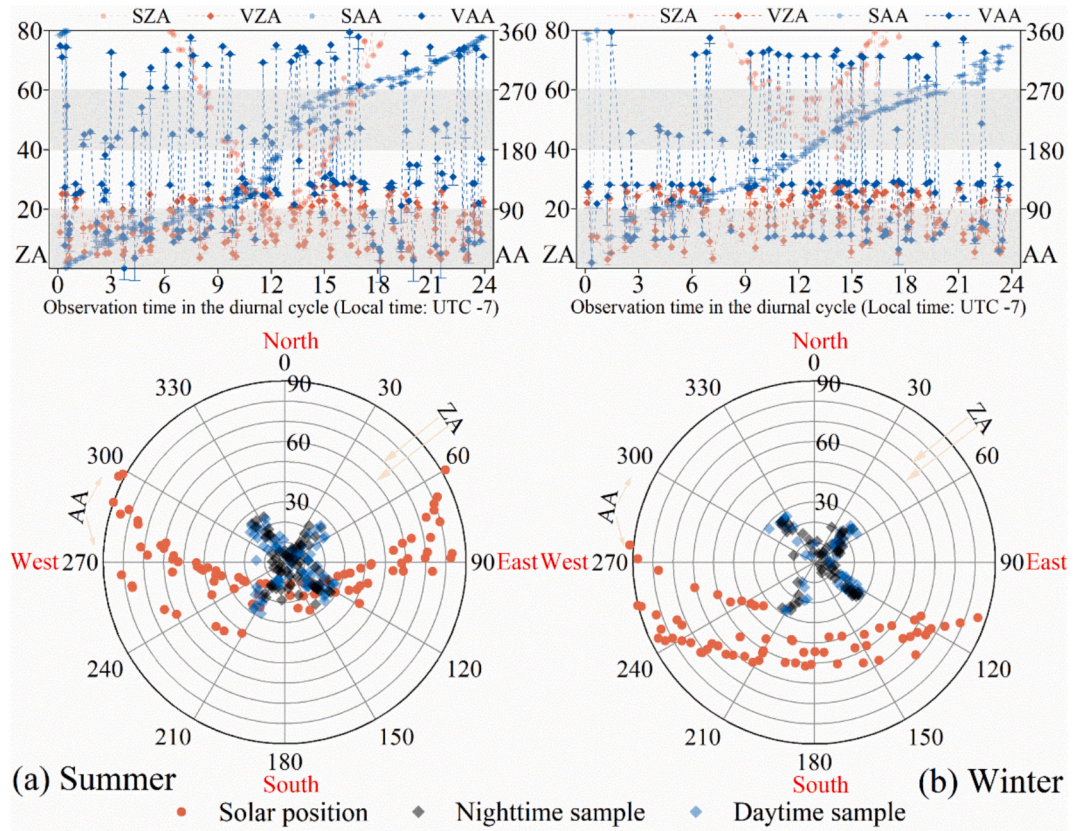 SZA VZA SAA VAA SZA VZA SAA VAA
80 360 80 360
60 270 60 270
40 180 40 180
20 90 20 90
ZA AA ZA AA
0 3 6 9 12 15 18 21 24 0 3 6 9 12 15 18 21 24
Observation time in the diurnal cycle (Local time: UTC -7) Observation time in the diurnal cycle (Local time: UTC -7)
North North
0 0
330 90 30 330 90 30
ZA ZA
300 60 60 300 60 60
AA 30 AA 30
West 270 90 East West 270 90 East
240 120 240 120
210 150 210 150
180 180
(a) Summer South South (b) Winter
Solar position Nighttime sample Daytime sample